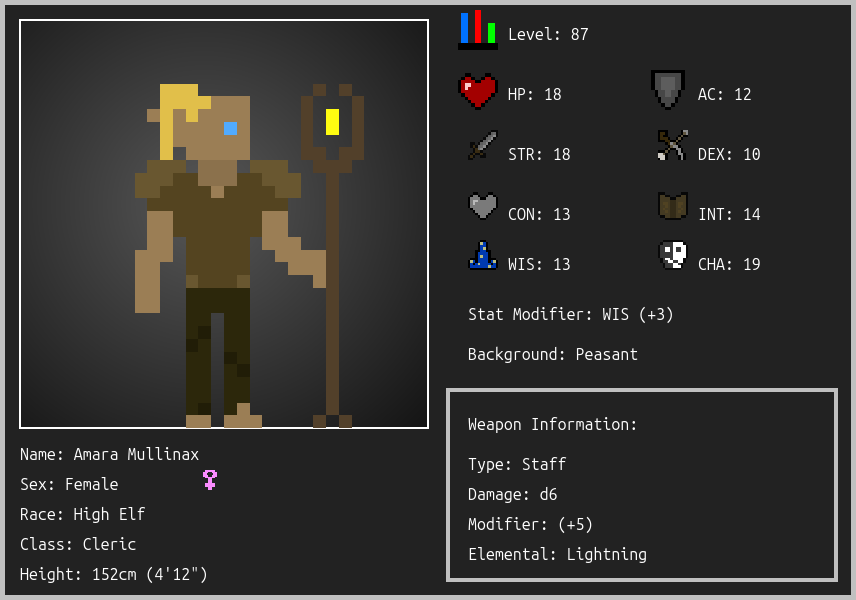 Level: 87
HP: 18
AC: 12
STR: 18
DEX: 10
CON: 13
INT: 14
WIS: 13
CHA: 19
Stat Modifier: WIS (+3)
Background: Peasant
Weapon Information:
Type: Staff
Damage: d6
Modifier: (+5)
Elemental: Lightning
Name: Amara Mullinax
Sex: Female
Race: High Elf
Class: Cleric
Height: 152cm (4'12")